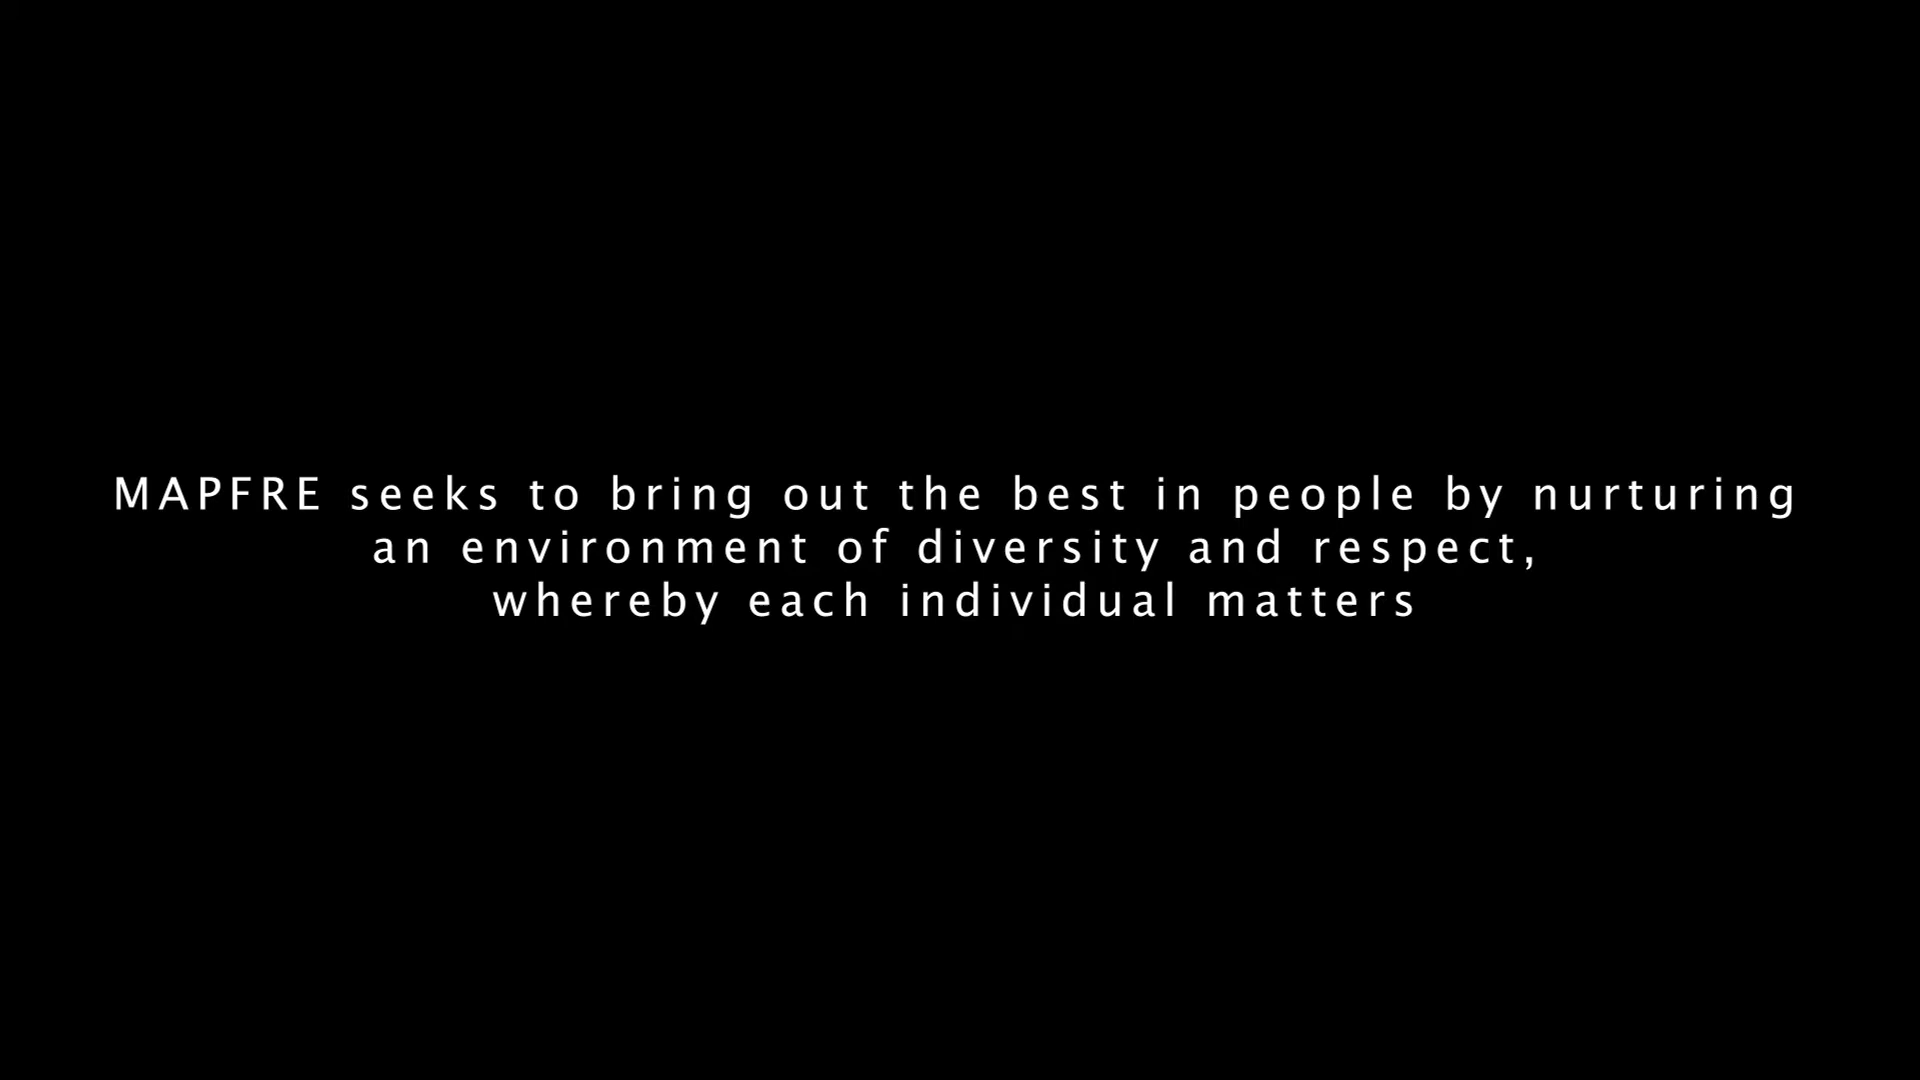 MAPFRE seeks to bring out the best in people by nurturing
an environment of diversity and respect,
whereby each individual matters